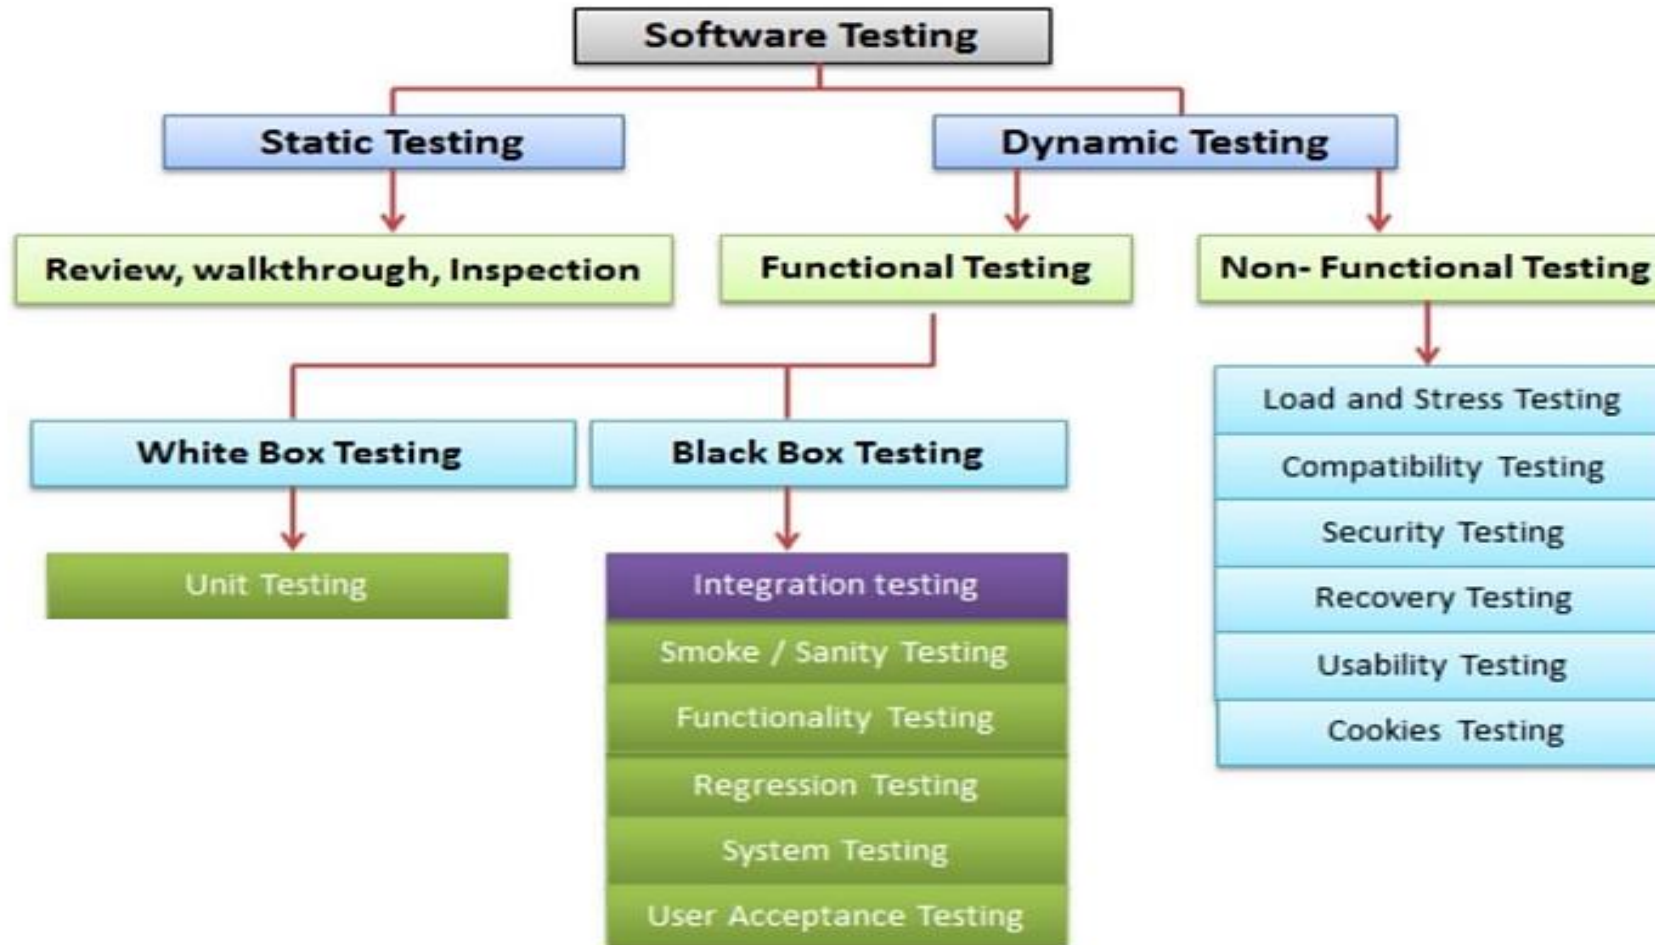 Software Testing
Static Testing
Dynamic Testing
Review, walkthrough, Inspection
Functional Testing
Non- Functional Testing
White Box Testing
Black Box Testing
Unit Testing
Integration testing
Smoke / Sanity Testing
Functionality Testing
Regression Testing
System Testing
User Acceptance Testing
Load and Stress Testing
Compatibility Testing
Security Testing
Recovery Testing
Usability Testing
Cookies Testing